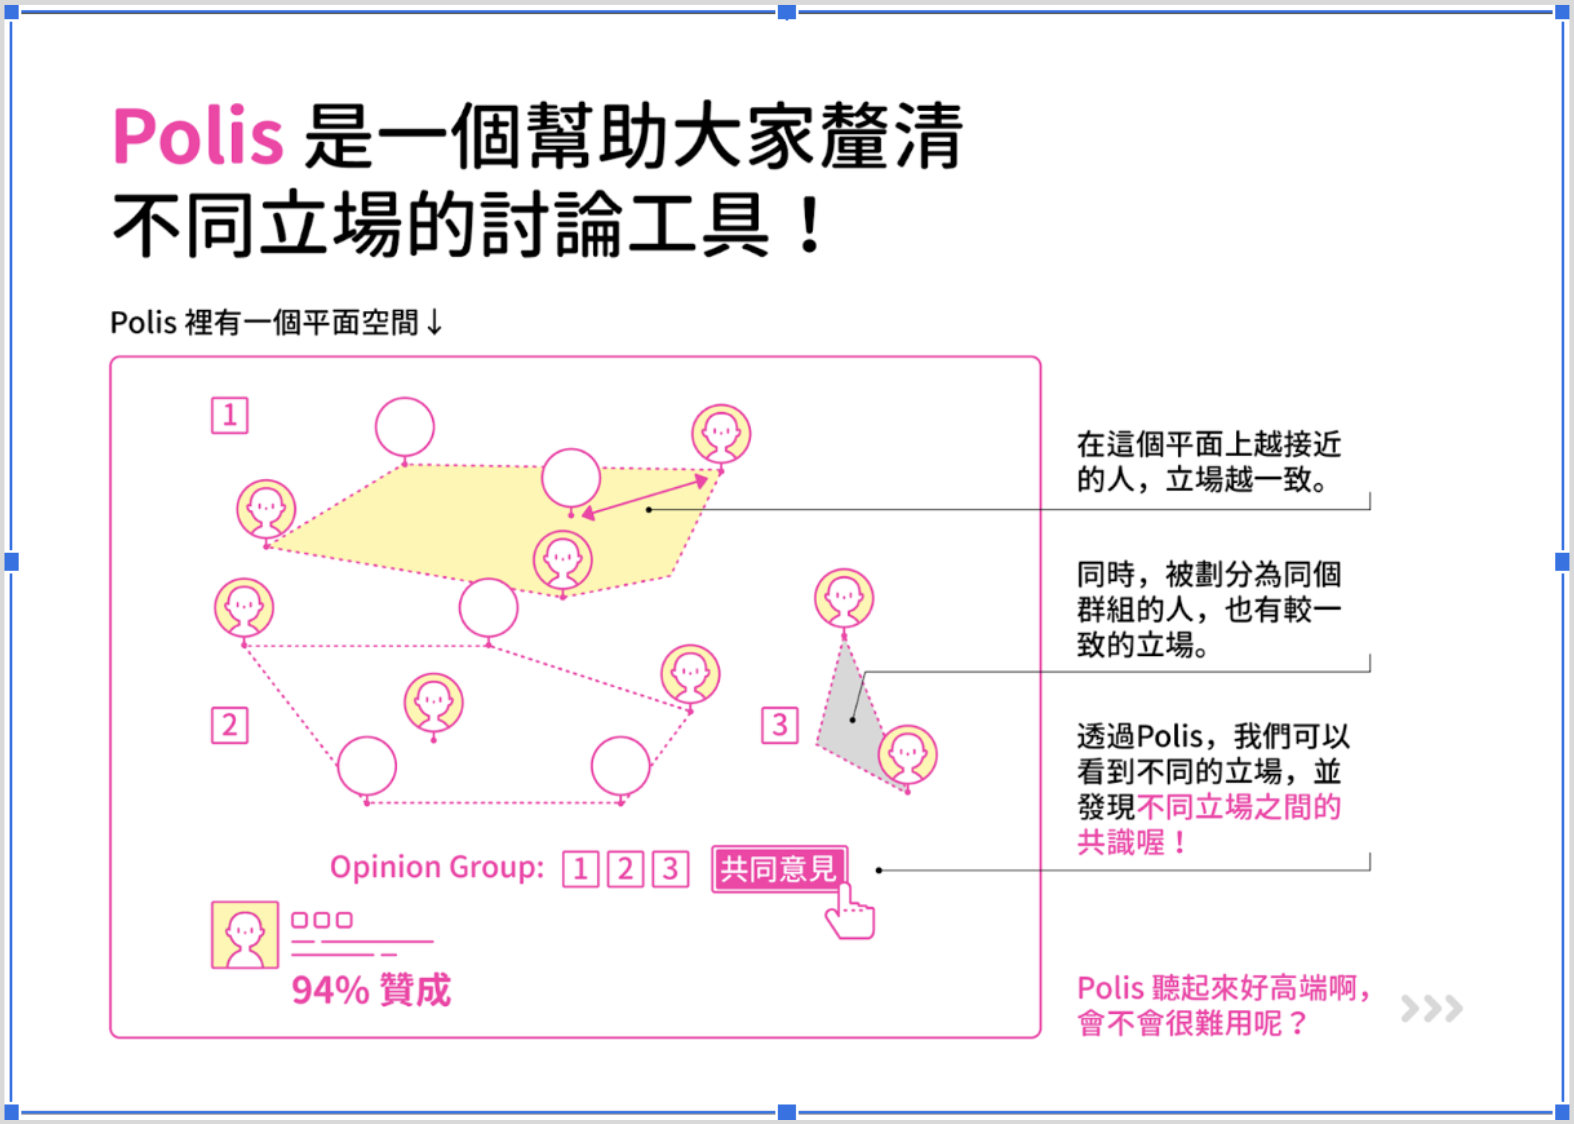 Polis 是一個幫助大家釐清
不同立場的討論工具！
Polis 裡有一個平面空間↓
1
2
3
在這個平面上越接近
的人，立場越一致。
同時，被劃分為同個
群組的人，也有較一
致的立場。
透過Polis，我們可以
看到不同的立場，並
發現不同立場之間的
共識喔！
Opinion Group: 1 2 3 共同意見
94% 贊成
Polis 聽起來好高端啊，
會不會很難用呢？